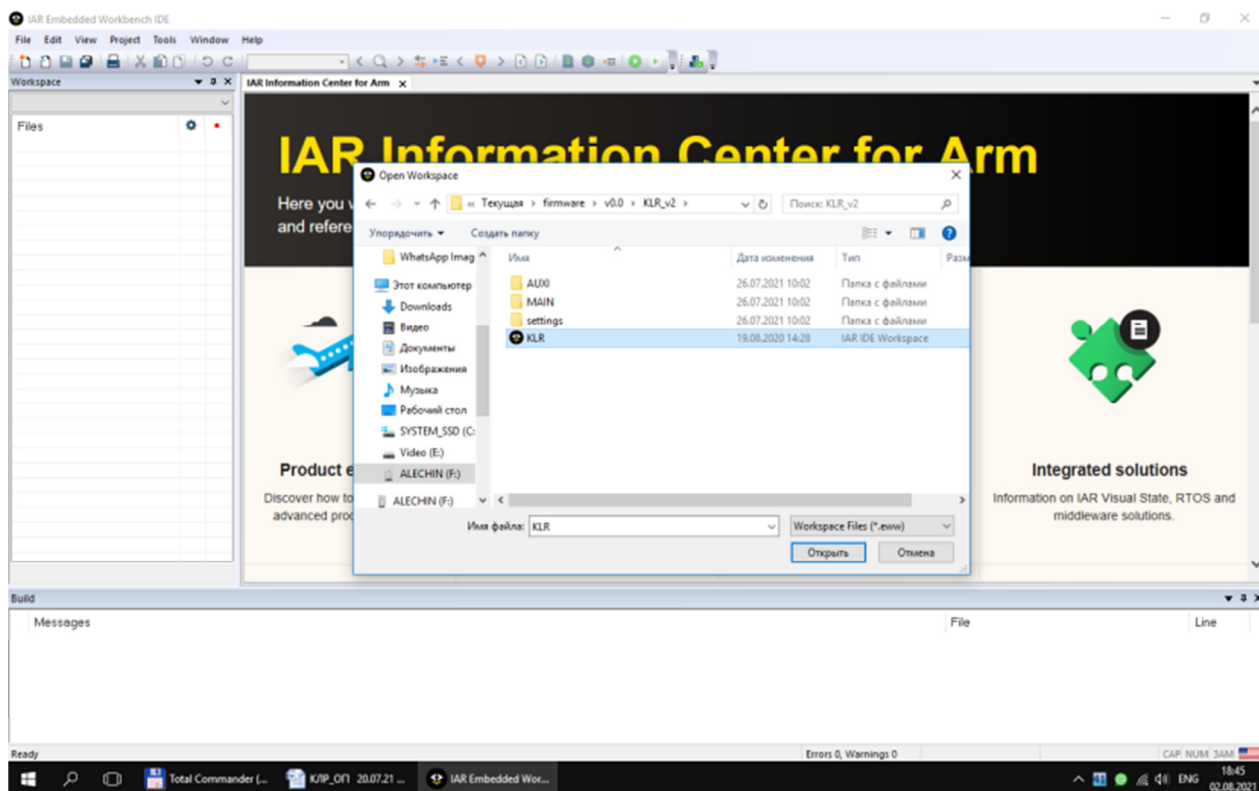 IAR Embedded Workbench IDE
File Edit View Project Tools Window Help
Workspace
IAR Information Center for Arm
Files
IAR Information Center for Arm
Here you
and refere
Open Workspace
« Текущая > firmware > v0.0 > KLR_v2 >
Поиск: KLR_v2
Упорядочить
Создать папку
WhatsApp Imag
Этот компьютер
Downloads
Видео
Документы
Изображения
Музыка
Рабочий стол
SYSTEM_SSD (C:
Video (E:)
ALECHIN (F:)
ALECHIN (F:)
Имя Дата изменения Тип Разм
AUXI 26.07.2021 10:02 Папка с файлами
MAIN 26.07.2021 10:02 Папка с файлами
settings 26.07.2021 10:02 Папка с файлами
KLR 19.08.2020 14:28 IAR IDE Workspace
Имя файла: KLR
Workspace Files (*.eww)
Открыть Отмена
Product e
Discover how to
advanced prod
Integrated solutions
Information on IAR Visual State, RTOS and
middleware solutions.
Build
Messages File Line
Ready Errors 0, Warnings 0 CAP NUM ЗАМ
Total Commander (... КЛР_ОП 20.07.21 ... IAR Embedded Wor... ENG 18:45
02.08.2021